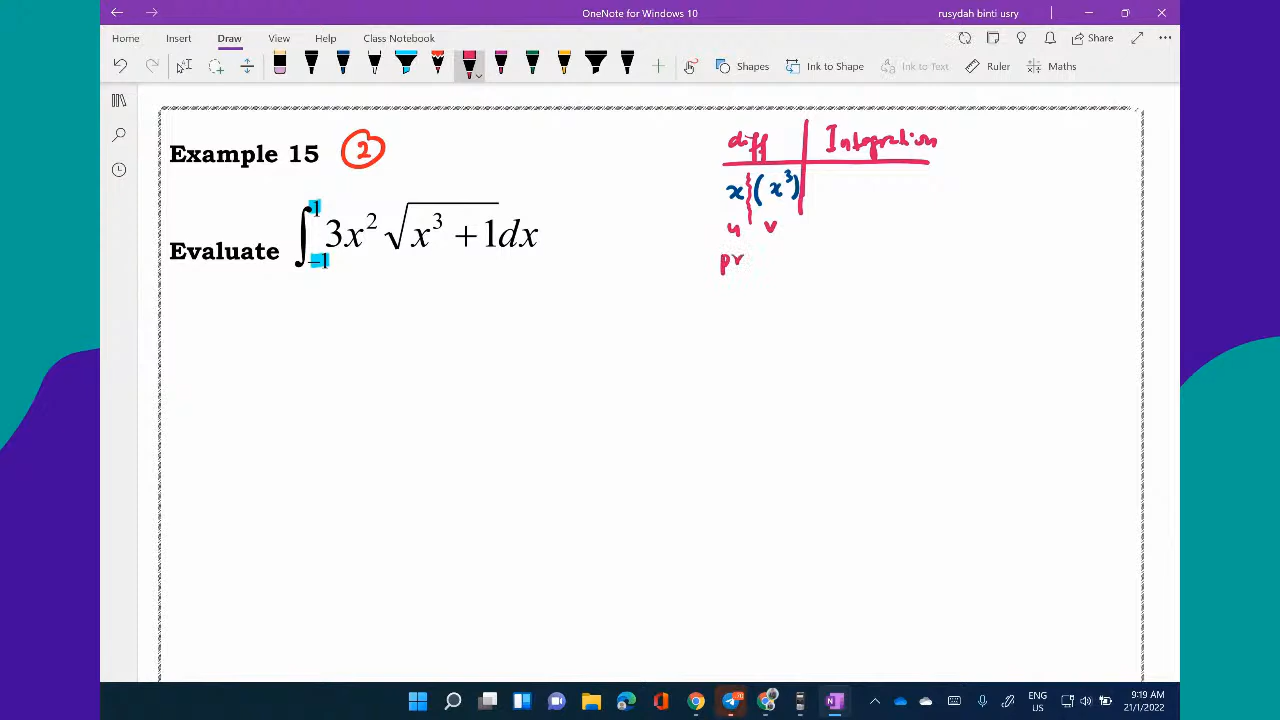 OneNote for Windows 10
rusydah binti usry
Home Insert Draw View Help Class Notebook
Share
Shapes Ink to Shape Ink to Text Ruler Maths
Example 15 2
Evaluate ∫₋₁¹ 3x² √(x³ + 1) dx
diff Integration
x (x³)
u v
pr
ENG
US
9:19 AM
21/1/2022